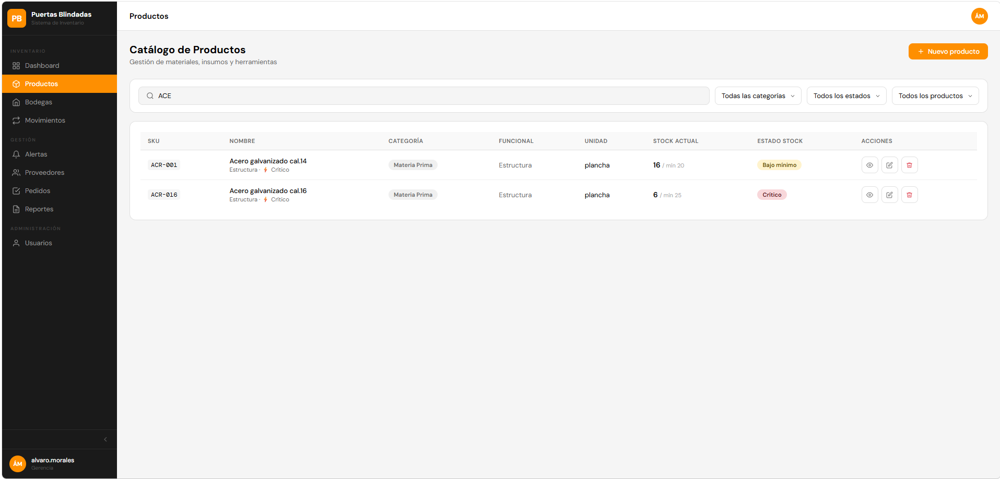 PB
Puertas Blindadas
Sistema de Inventario
INVENTARIO
Dashboard
Productos
Bodegas
Movimientos
GESTIÓN
Alertas
Proveedores
Pedidos
Reportes
ADMINISTRACIÓN
Usuarios
ÁM
alvaro.morales
Gerencia
Productos
ÁM
Catálogo de Productos
Gestión de materiales, insumos y herramientas
+ Nuevo producto
ACE
Todas las categorías
Todos los estados
Todos los productos
SKU NOMBRE CATEGORÍA FUNCIONAL UNIDAD STOCK ACTUAL ESTADO STOCK ACCIONES
ACR-001 Acero galvanizado cal.14 Materia Prima Estructura plancha 16 / mín 20 Bajo mínimo
Estructura · Crítico
ACR-016 Acero galvanizado cal.16 Materia Prima Estructura plancha 6 / mín 25 Crítico
Estructura · Crítico